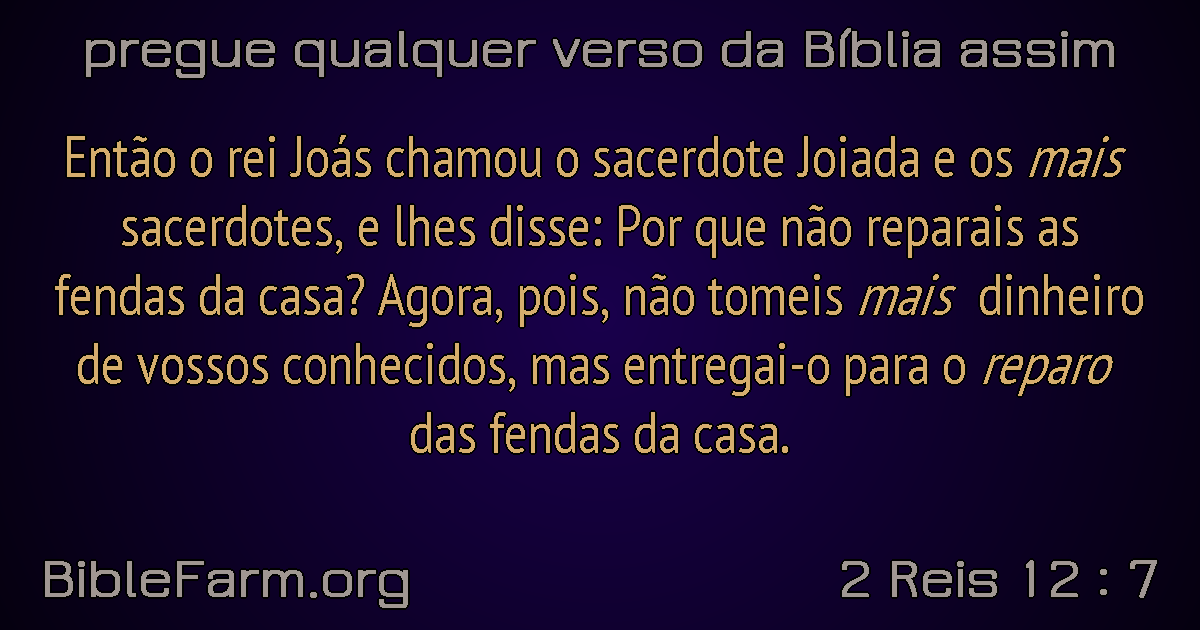 pregue qualquer verso da Bíblia assim
Então o rei Joás chamou o sacerdote Joiada e os mais
sacerdotes, e lhes disse: Por que não reparais as
fendas da casa? Agora, pois, não tomeis mais dinheiro
de vossos conhecidos, mas entregai-o para o reparo
das fendas da casa.
BibleFarm.org
2 Reis 12 : 7